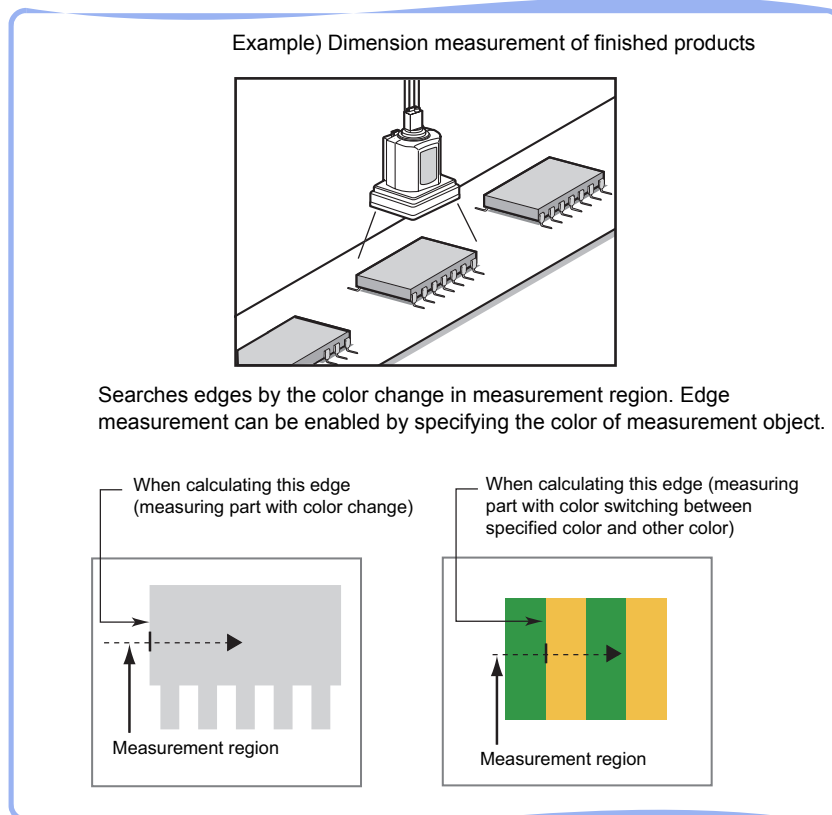 Example) Dimension measurement of finished products
Searches edges by the color change in measurement region. Edge
measurement can be enabled by specifying the color of measurement object.
When calculating this edge
(measuring part with color change)
Measurement region
When calculating this edge (measuring
part with color switching between
specified color and other color)
Measurement region